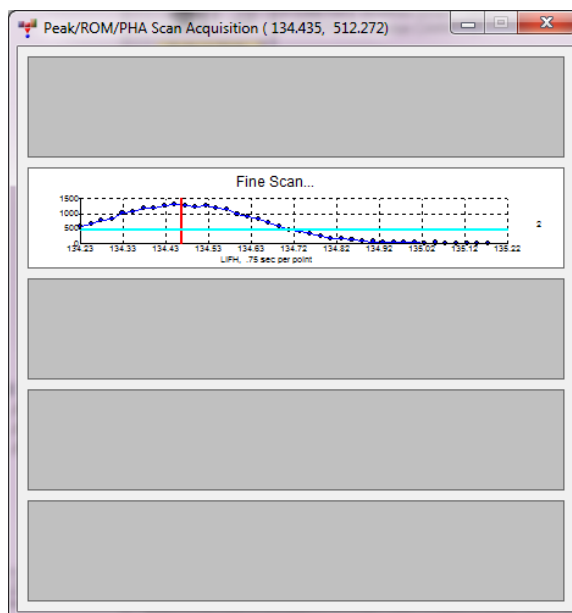 Peak/ROM/PHA Scan Acquisition ( 134.435, 512.272)
Fine Scan...
1500
1000
500
0
134.23 134.33 134.43 134.53 134.63 134.72 134.82 134.92 135.02 135.12 135.22
2
LIFH, .75 sec per point